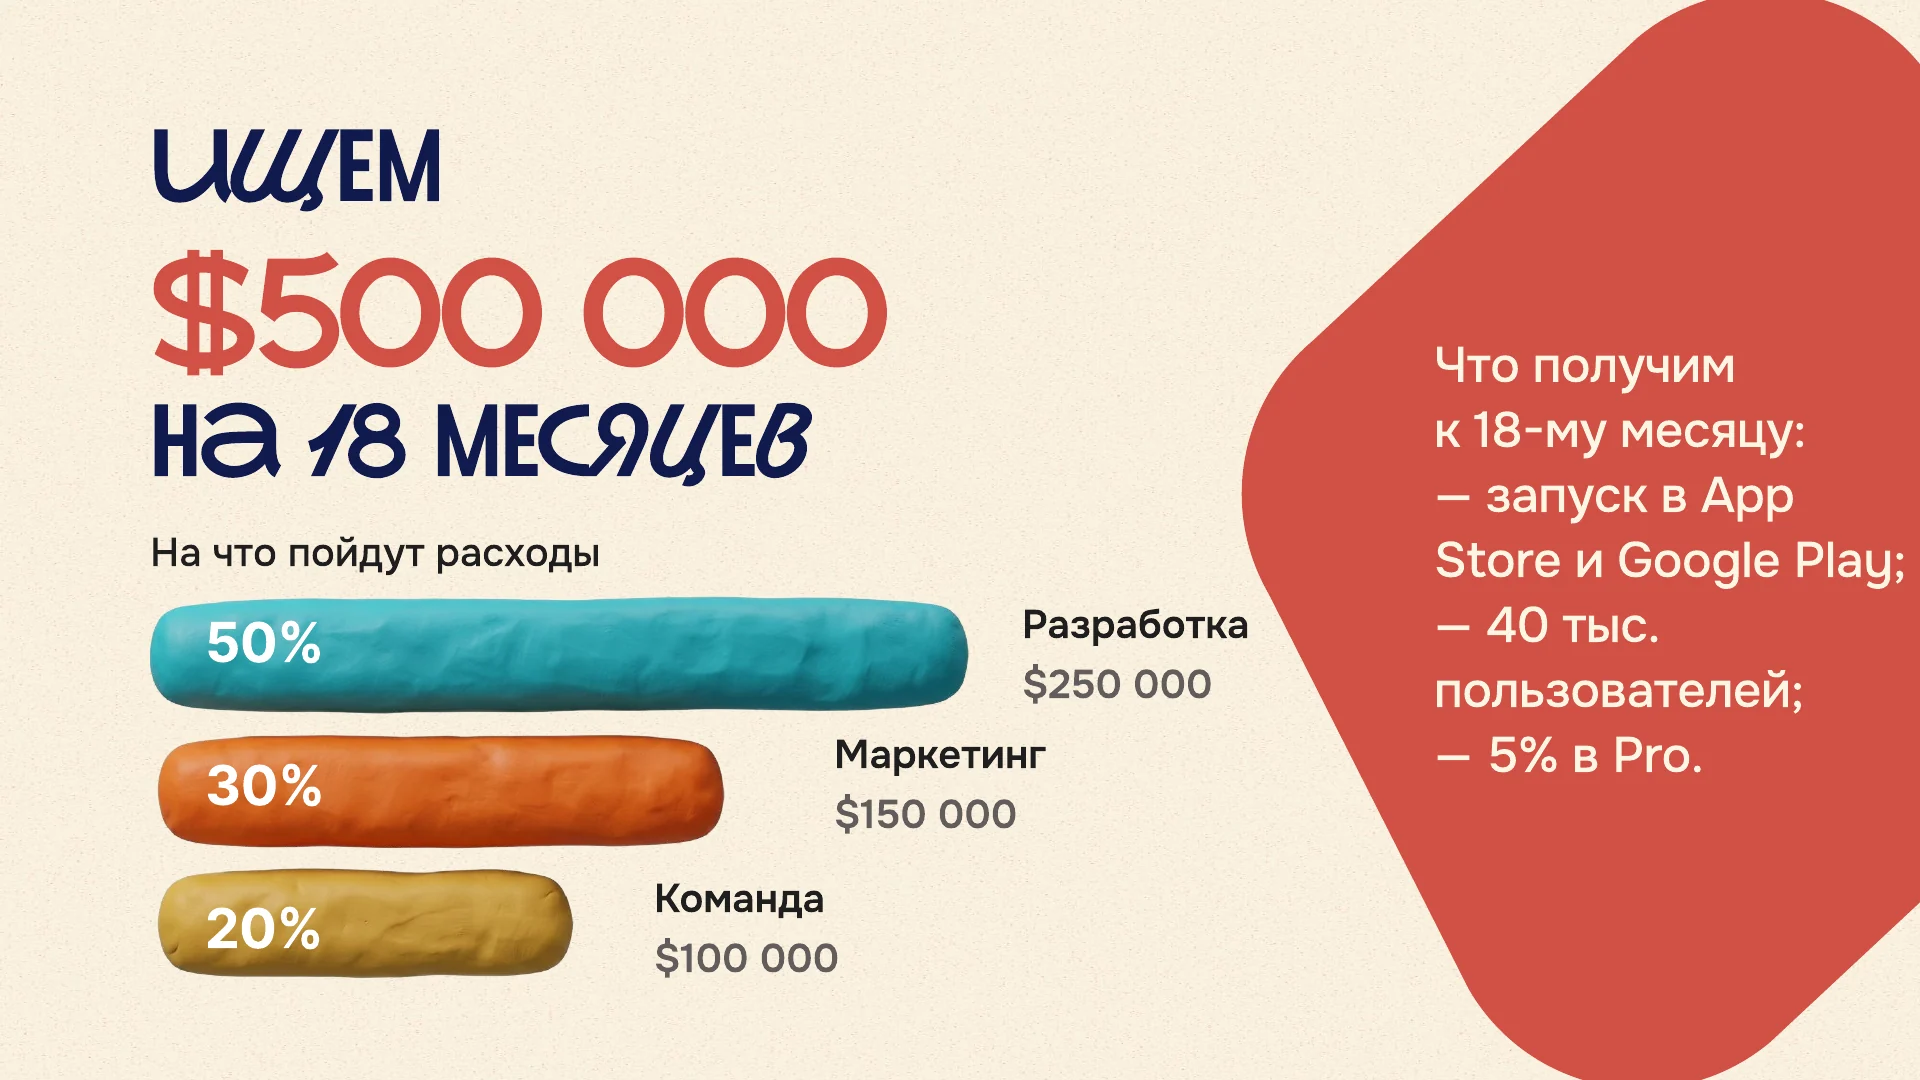 ИЩЕМ
$500 000
НА 18 МЕСЯЦЕВ
На что пойдут расходы
50%
Разработка
$250 000
30%
Маркетинг
$150 000
20%
Команда
$100 000
Что получим
к 18-му месяцу:
— запуск в App
Store и Google Play;
— 40 тыс.
пользователей;
— 5% в Pro.